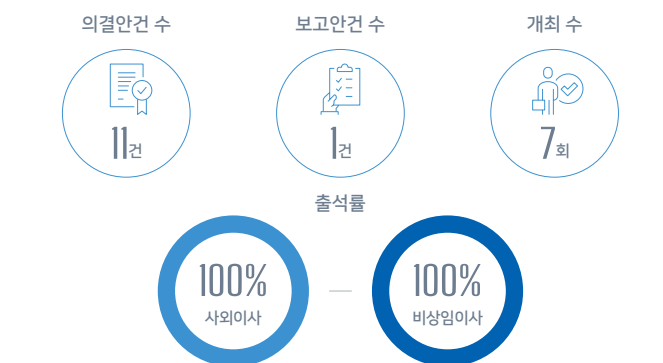 의결안건 수
보고안건 수
개최 수
11건
1건
7회
출석률
100%
사외이사
100%
비상임이사